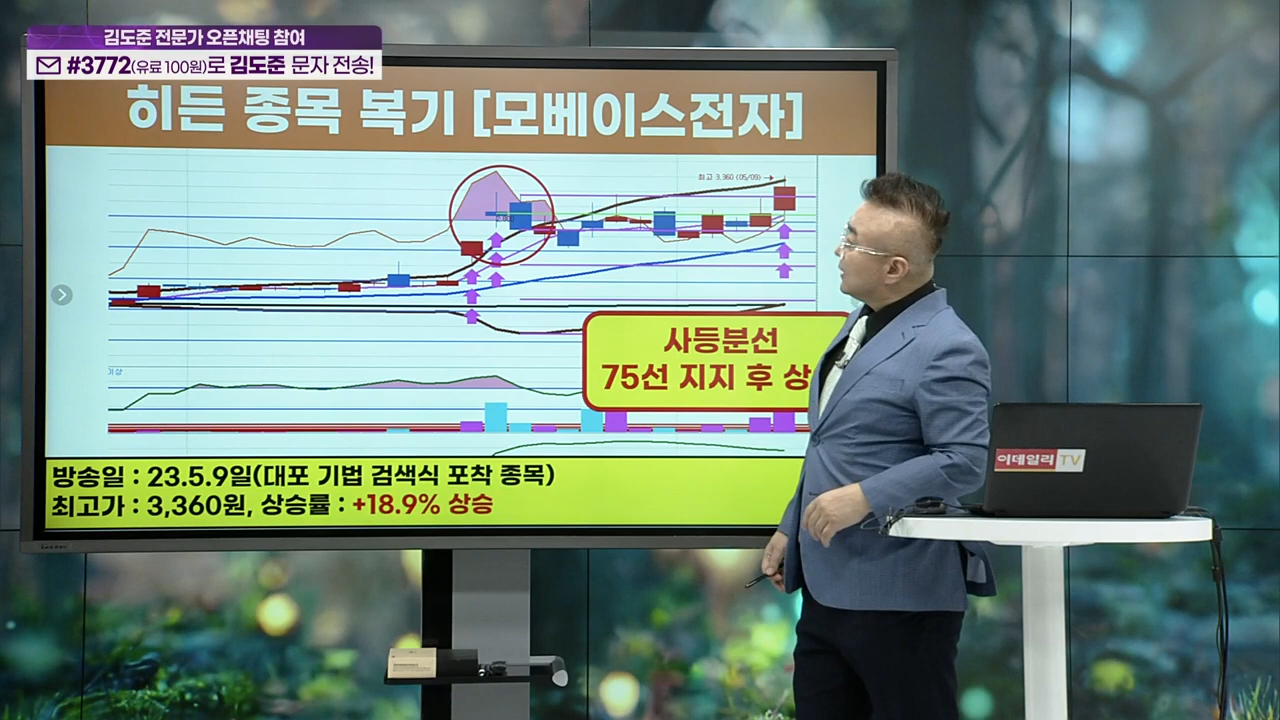 김도준 전문가 오픈채팅 참여
#3772(유료 100원)로 김도준 문자 전송!
히든 종목 복기 [모베이스전자]
최고 3,360 (05/09)
이상
사등분선
75선 지지 후 상
방송일 : 23.5.9일(대포 기법 검색식 포착 종목)
최고가 : 3,360원, 상승률 : +18.9% 상승
이데일리 TV